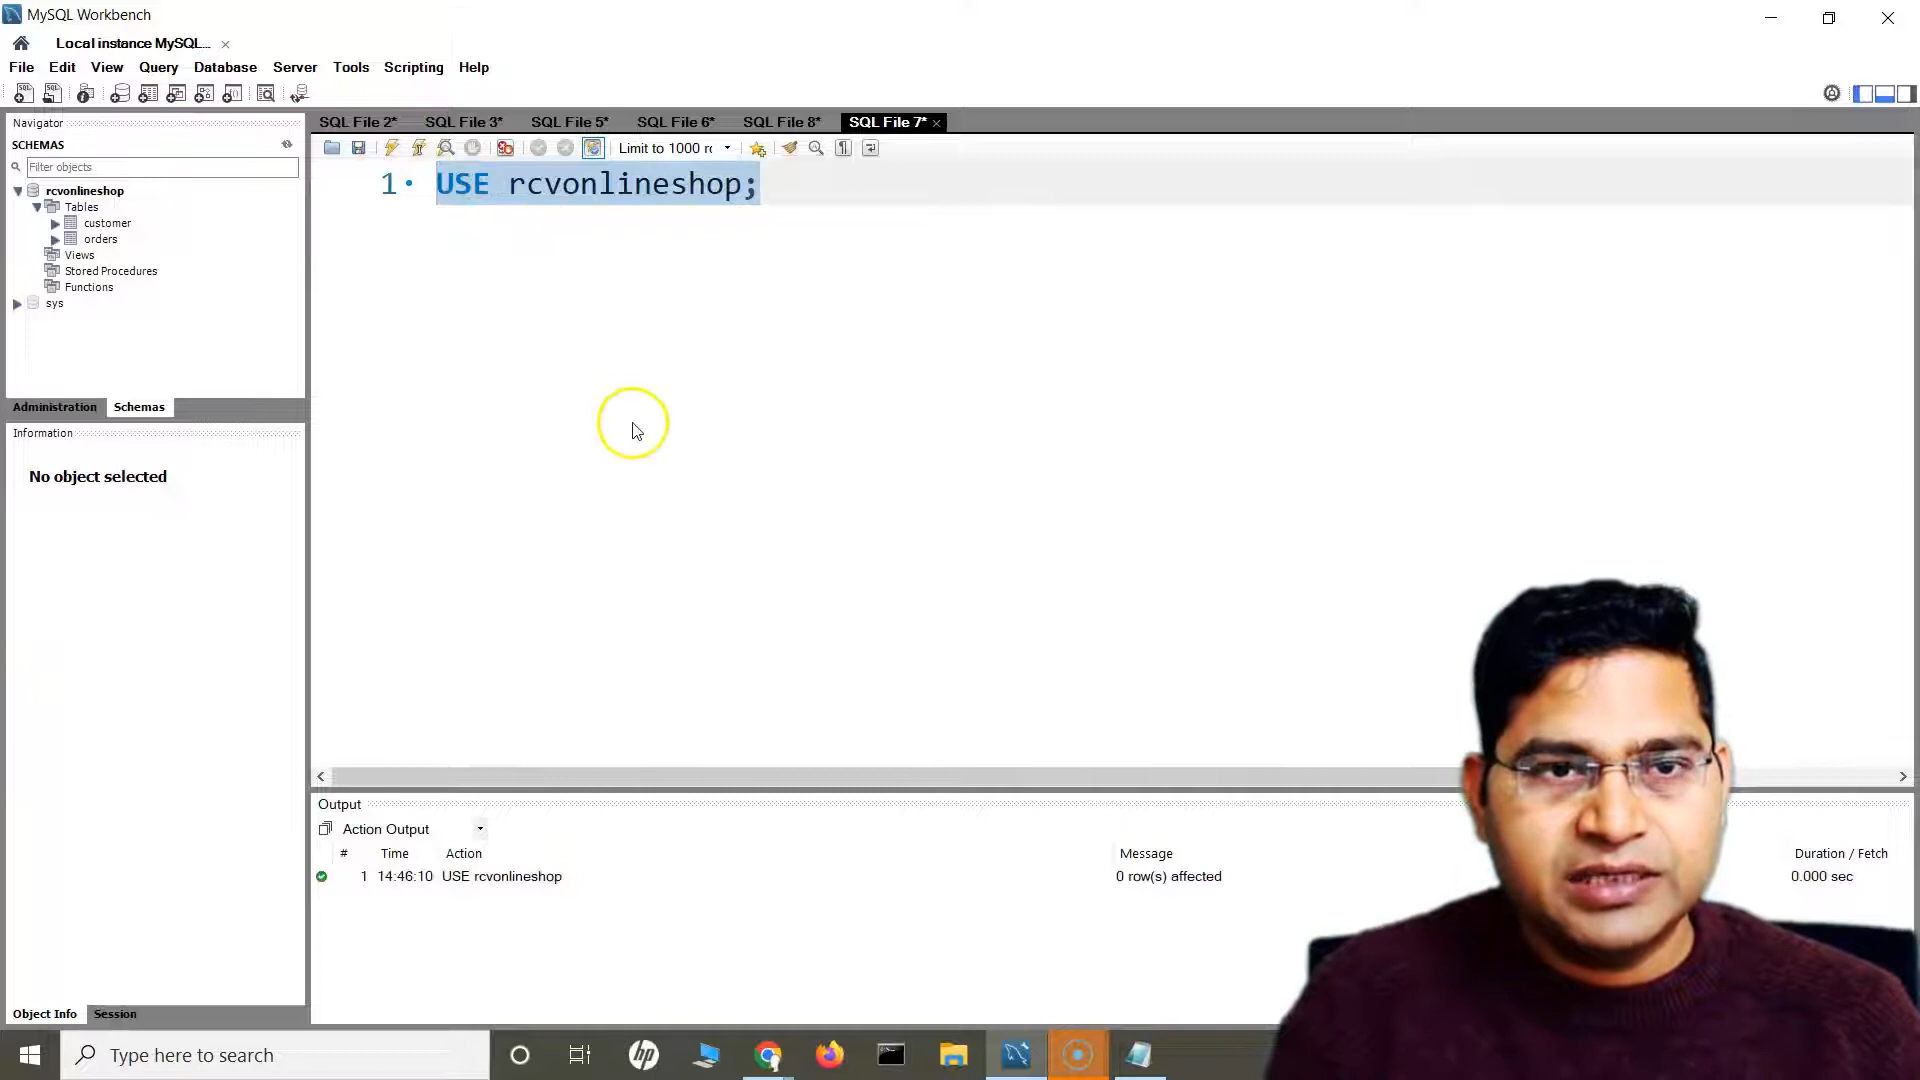 MySQL Workbench
Local instance MySQL...
File Edit View Query Database Server Tools Scripting Help
Navigator
SCHEMAS
Filter objects
rcvonlineshop
Tables
customer
orders
Views
Stored Procedures
Functions
sys
Administration Schemas
Information
No object selected
Object Info Session
SQL File 2* SQL File 3* SQL File 5* SQL File 6* SQL File 8* SQL File 7*
Limit to 1000 rc
1 USE rcvonlineshop;
Output
Action Output
# Time Action Message Duration / Fetch
1 14:46:10 USE rcvonlineshop 0 row(s) affected 0.000 sec
Type here to search
hp